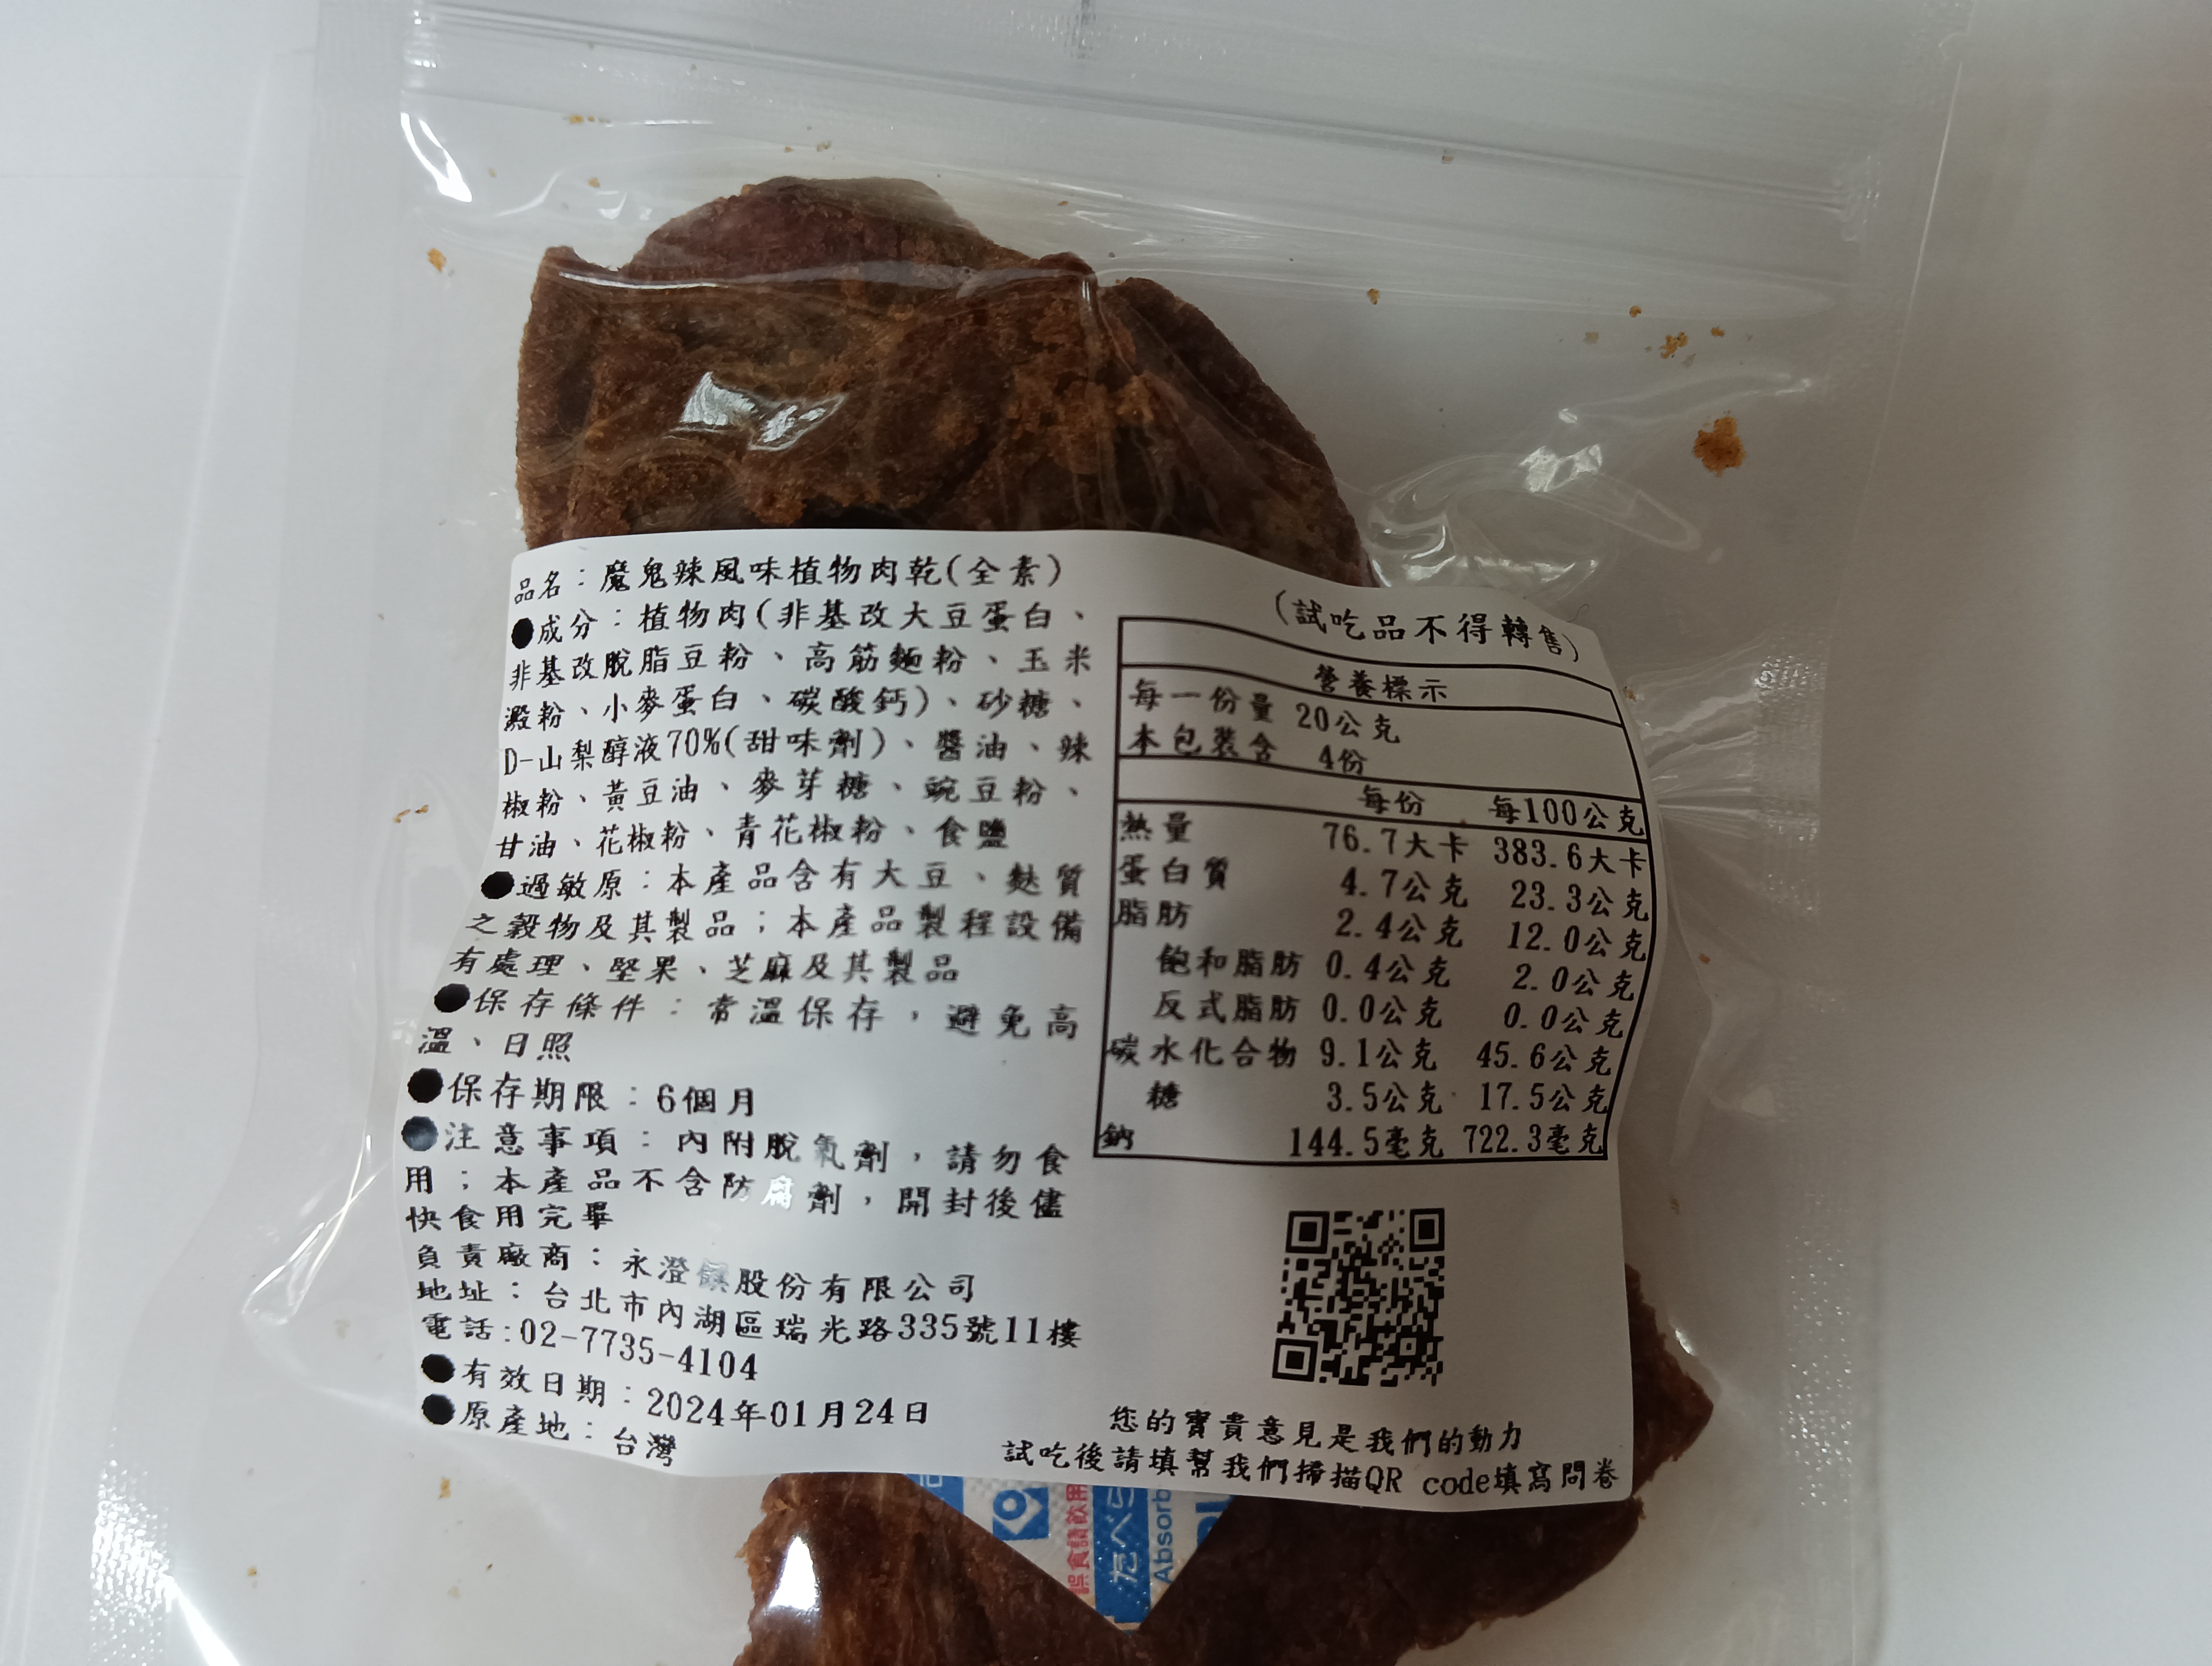 品名：魔鬼辣風味植物肉乾(全素)
●成分：植物肉(非基改大豆蛋白、
非基改脫脂豆粉、高筋麵粉、玉米
澱粉、小麥蛋白、碳酸鈣)、砂糖、
D-山梨醇液70%(甜味劑)、醬油、辣
椒粉、黃豆油、麥芽糖、豌豆粉、
甘油、花椒粉、青花椒粉、食鹽
●過敏原：本產品含有大豆、麩質
之穀物及其製品；本產品製程設備
有處理、堅果、芝麻及其製品
●保存條件：常溫保存，避免高
溫、日照
●保存期限：6個月
●注意事項：內附脫氧劑，請勿食
用；本產品不含防腐劑，開封後儘
快食用完畢
負責廠商：永澄股份有限公司
地址：台北市內湖區瑞光路335號11樓
電話:02-7735-4104
●有效日期：2024年01月24日
●原產地：台灣
(試吃品不得轉售)
營養標示
每一份量 20公克
本包裝含 4份
每份 每100公克
熱量 76.7大卡 383.6大卡
蛋白質 4.7公克 23.3公克
脂肪 2.4公克 12.0公克
飽和脂肪 0.4公克 2.0公克
反式脂肪 0.0公克 0.0公克
碳水化合物 9.1公克 45.6公克
糖 3.5公克 17.5公克
鈉 144.5毫克 722.3毫克
您的寶貴意見是我們的動力
試吃後請填幫我們掃描QR code填寫問卷
誤食請飲用
たべら
Absorb